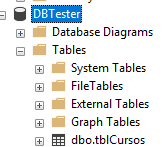 DBTester
Database Diagrams
Tables
System Tables
FileTables
External Tables
Graph Tables
dbo.tblCursos